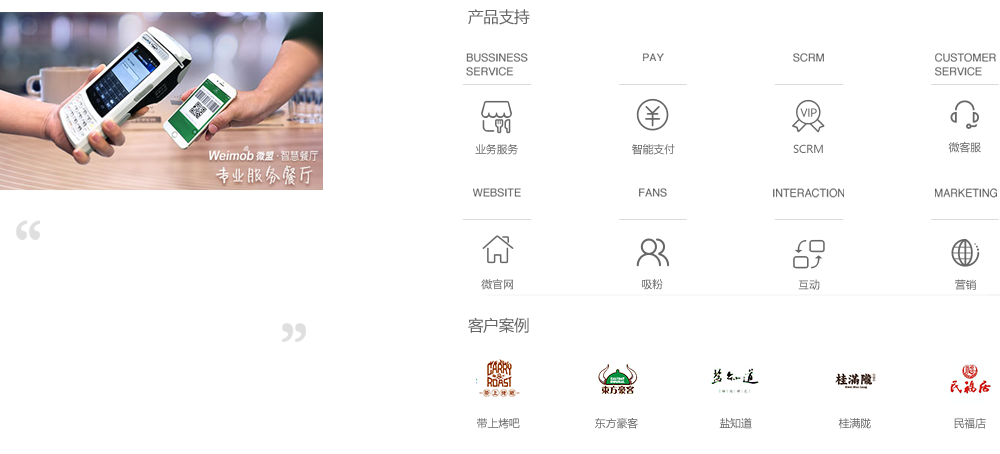 Weimob 微盟 · 智慧餐厅
专业服务餐厅
“
”
产品支持
BUSSINESS
SERVICE
PAY
SCRM
CUSTOMER
SERVICE
VIP
业务服务
智能支付
SCRM
微客服
WEBSITE
FANS
INTERACTION
MARKETING
微官网
吸粉
互动
营销
客户案例
CARRY
ROAST
带上烤吧
東方豪客
盐知道
桂满陇
民福居
带上烤吧
东方豪客
盐知道
桂满陇
民福店